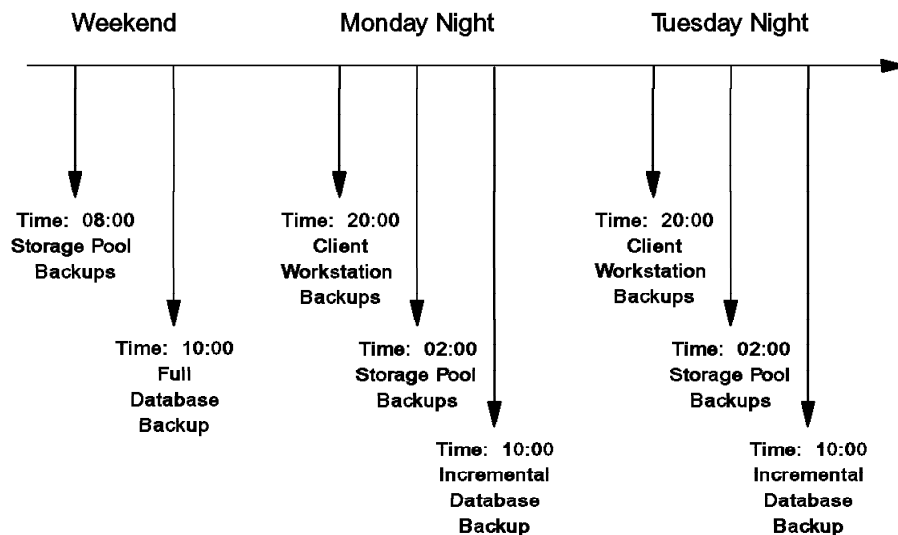 Weekend
Monday Night
Tuesday Night
Time: 08:00
Storage Pool
Backups
Time: 10:00
Full
Database
Backup
Time: 20:00
Client
Workstation
Backups
Time: 02:00
Storage Pool
Backups
Time: 10:00
Incremental
Database
Backup
Time: 20:00
Client
Workstation
Backups
Time: 02:00
Storage Pool
Backups
Time: 10:00
Incremental
Database
Backup